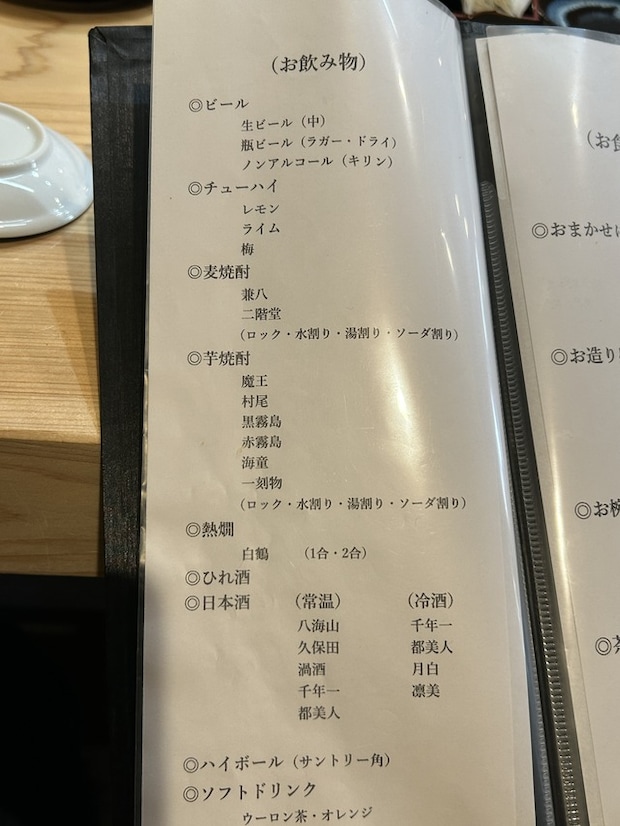 (お飲み物)
◎ビール
生ビール（中）
瓶ビール（ラガー・ドライ）
ノンアルコール（キリン）
◎チューハイ
レモン
ライム
梅
◎麦焼酎
兼八
二階堂
（ロック・水割り・湯割り・ソーダ割り）
◎芋焼酎
魔王
村尾
黒霧島
赤霧島
海童
一刻物
（ロック・水割り・湯割り・ソーダ割り）
◎熱燗
白鶴　（1合・2合）
◎ひれ酒
◎日本酒　（常温）　（冷酒）
八海山　千年一
久保田　都美人
渦酒　月白
千年一　凛美
都美人
◎ハイボール（サントリー角）
◎ソフトドリンク
ウーロン茶・オレンジ
（お
◎おまかせ
◎お造り
◎お椀